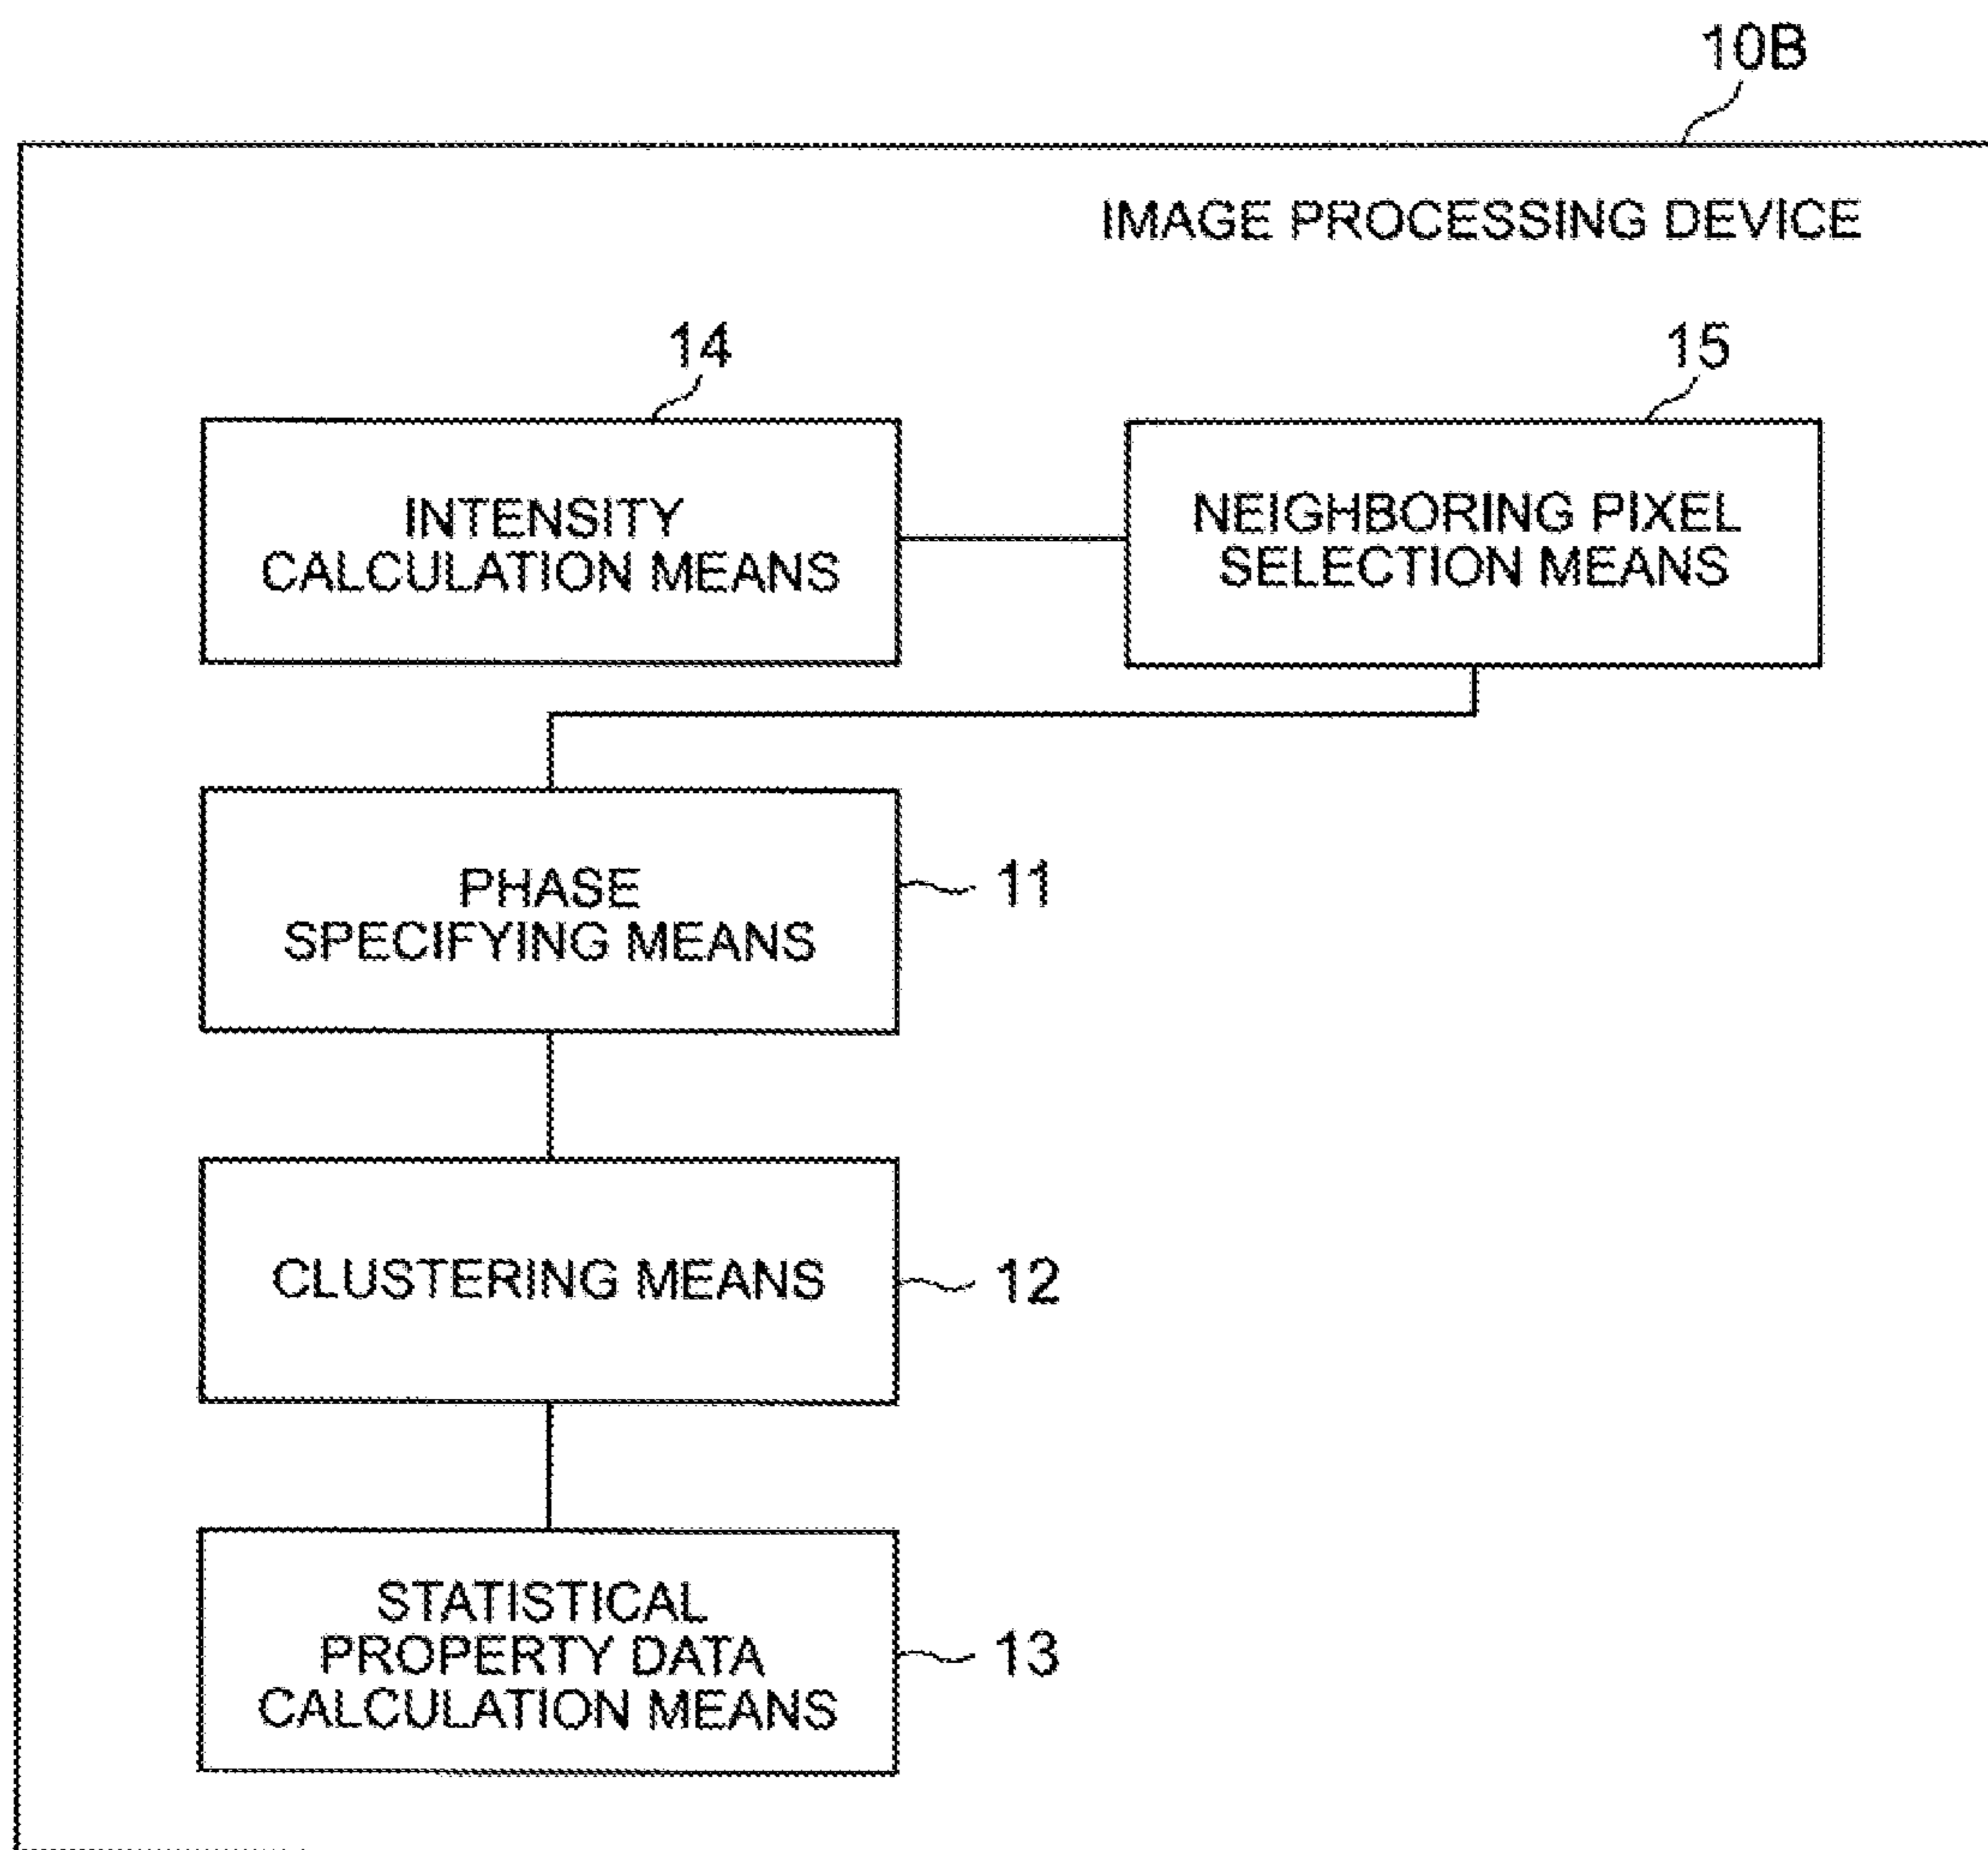 10B
IMAGE PROCESSING DEVICE
14
15
INTENSITY
CALCULATION MEANS
NEIGHBORING PIXEL
SELECTION MEANS
PHASE
SPECIFYING MEANS
11
CLUSTERING MEANS
12
STATISTICAL
PROPERTY DATA
CALCULATION MEANS
13